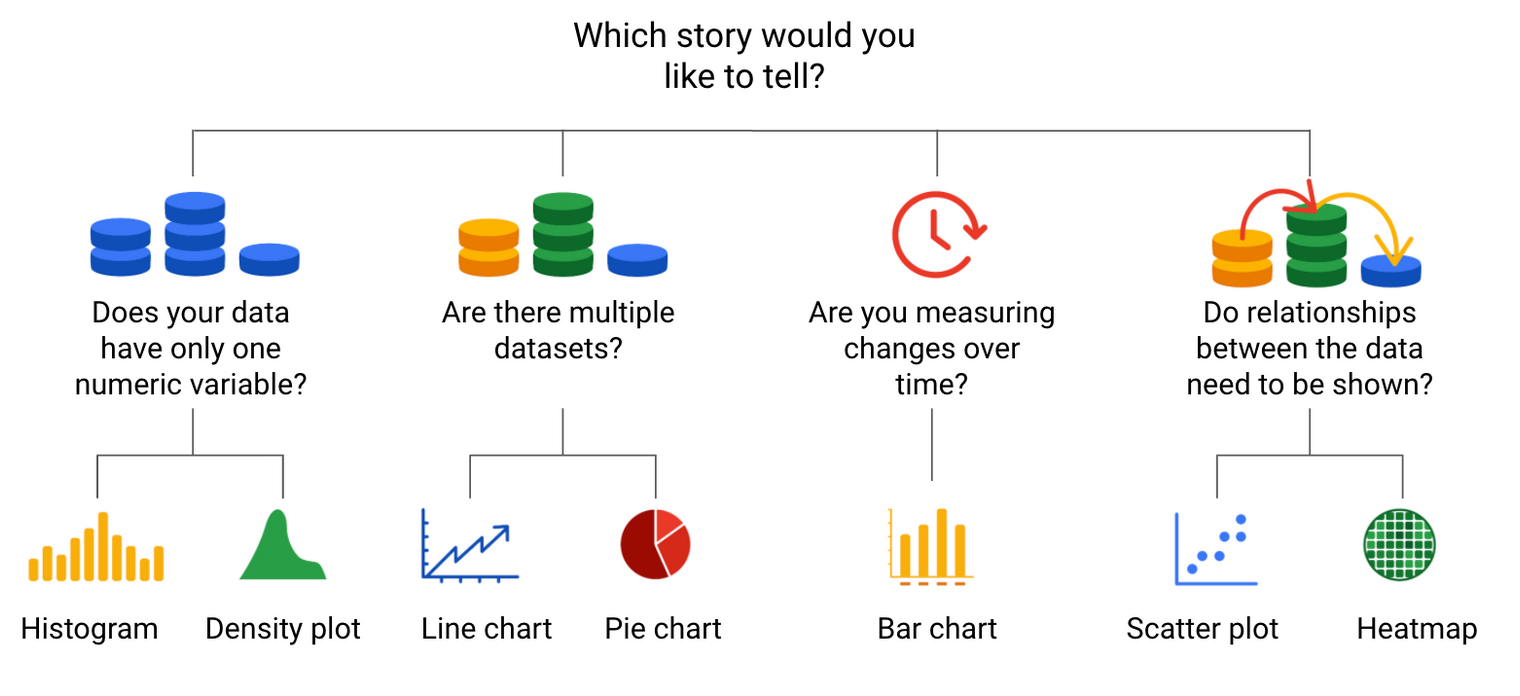 Which story would you
like to tell?
Does your data
have only one
numeric variable?
Are there multiple
datasets?
Are you measuring
changes over
time?
Do relationships
between the data
need to be shown?
Histogram
Density plot
Line chart
Pie chart
Bar chart
Scatter plot
Heatmap